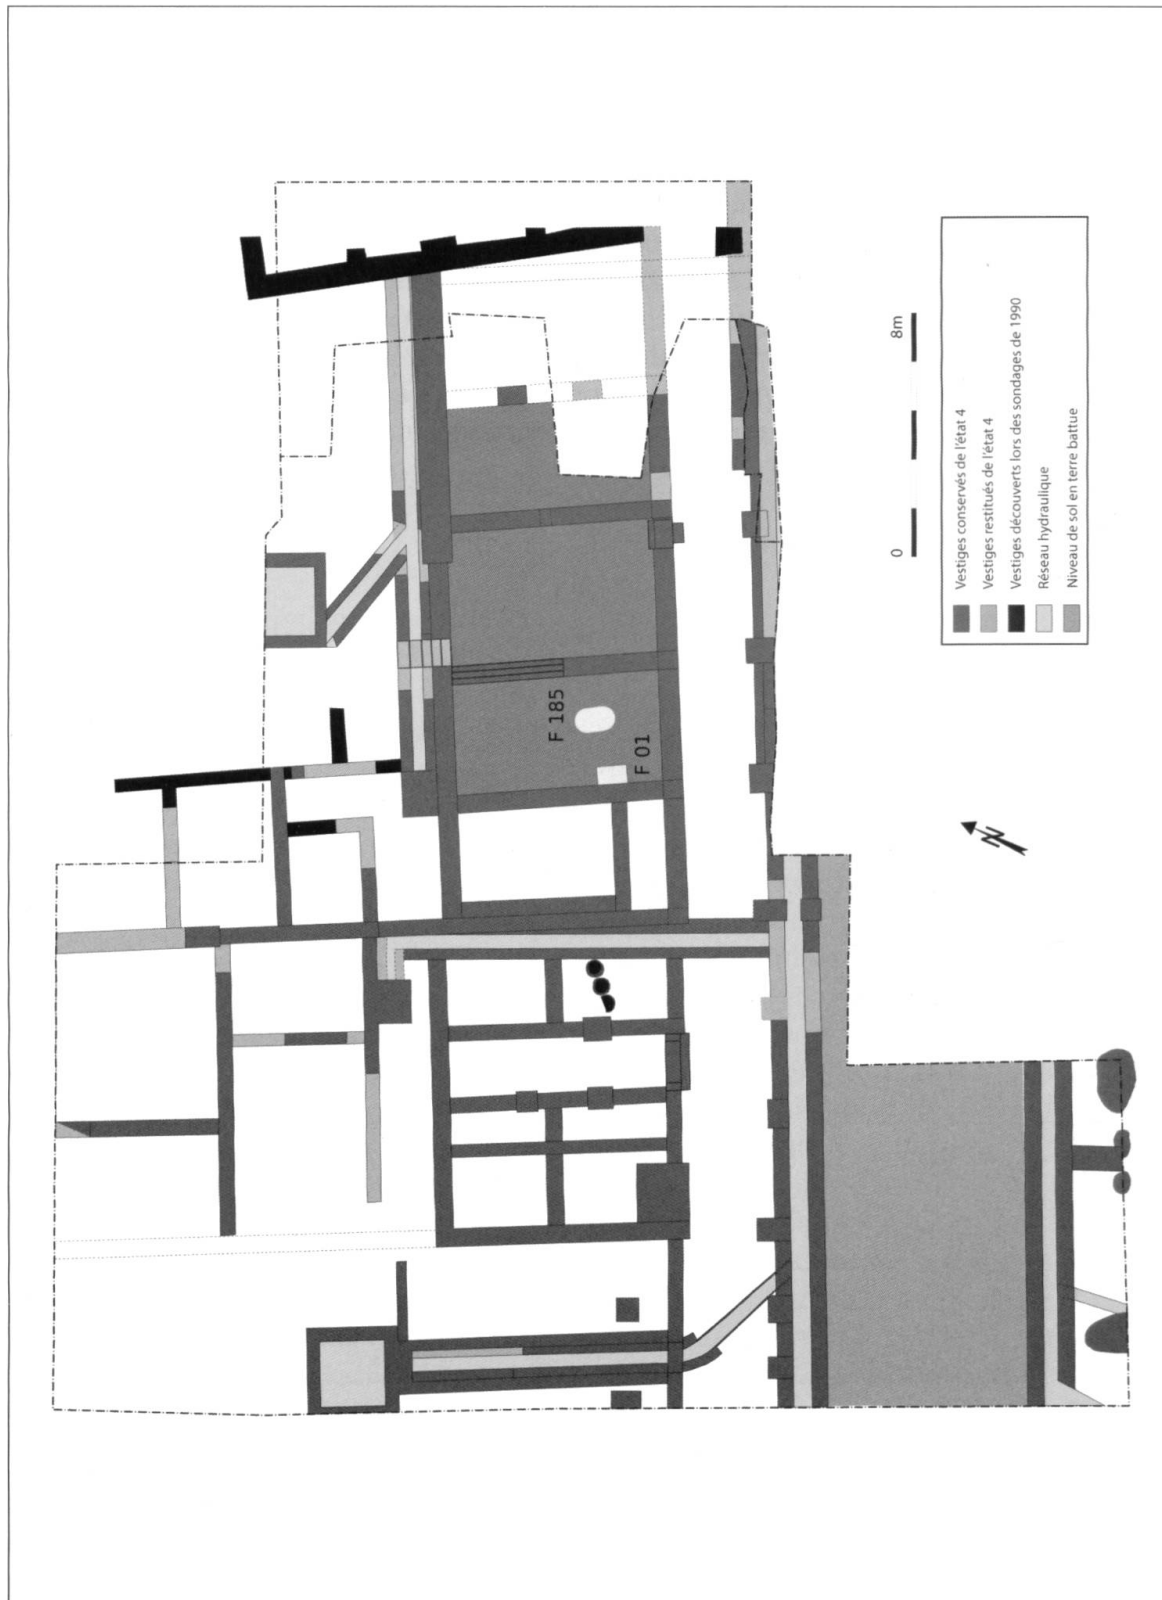 F 185
F 01
0 8m
N
Vestiges conservés de l'état 4
Vestiges restitués de l'état 4
Vestiges découverts lors des sondages de 1990
Réseau hydraulique
Niveau de sol en terre battue